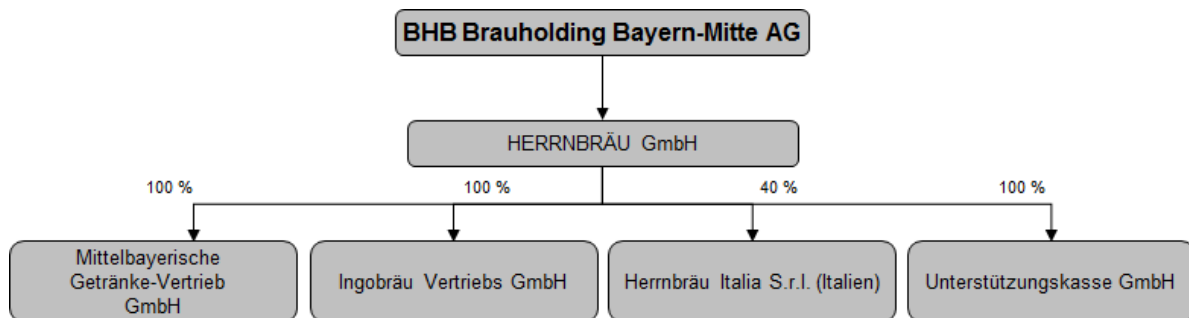 BHB Brauholding Bayern-Mitte AG
HERRNBRÄU GmbH
100 %
100 %
40 %
100 %
Mittelbayerische
Getränke-Vertrieb
GmbH
Ingobräu Vertriebs GmbH
Herrnbräu Italia S.r.l. (Italien)
Unterstützungskasse GmbH